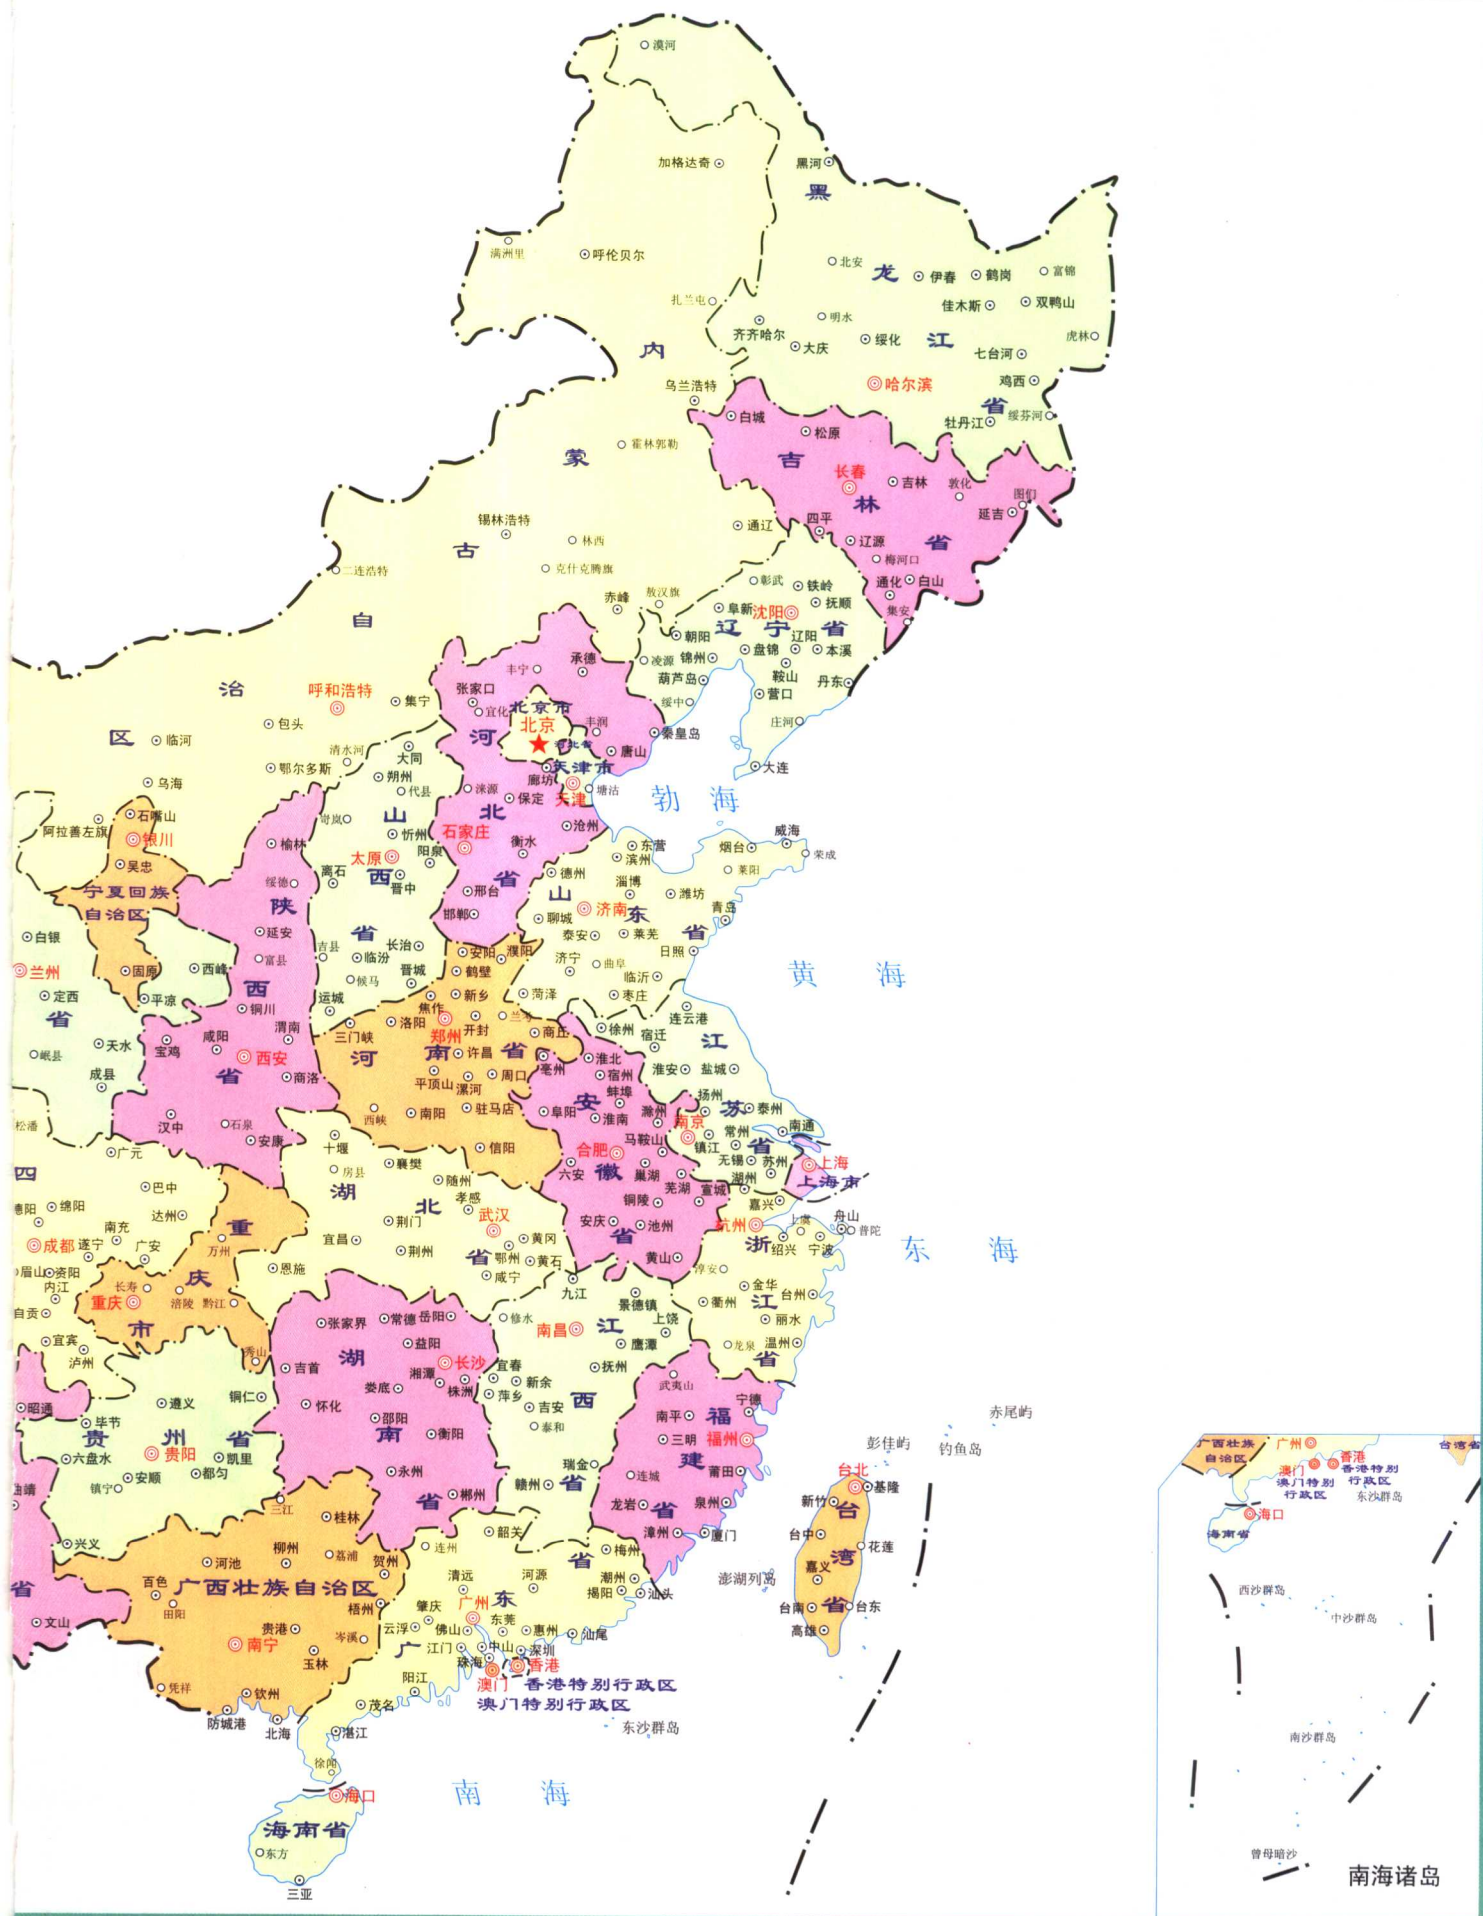 漠河
加格达奇
黑河
黑
满洲里
呼伦贝尔
北安
龙
伊春
鹤岗
富锦
扎兰屯
佳木斯
双鸭山
齐齐哈尔
明水
大庆
绥化
江
七台河
虎林
内
乌兰浩特
哈尔滨
鸡西
省
白城
牡丹江
绥芬河
松原
霍林郭勒
蒙
吉
长春
吉林
敦化
图们
林
延吉
锡林浩特
通辽
四平
古
林西
辽源
省
梅河口
二连浩特
克什克腾旗
彰武
铁岭
通化
白山
赤峰
敖汉旗
阜新
沈阳
抚顺
集安
自
辽宁省
朝阳
辽阳
凌源
锦州
盘锦
本溪
丰宁
承德
葫芦岛
鞍山
丹东
治
呼和浩特
集宁
张家口
宣化
北京市
绥中
营口
包头
北京
丰润
秦皇岛
庄河
区
临河
清水河
大同
河
河北省
唐山
鄂尔多斯
朔州
廊坊
天津市
大连
乌海
代县
涞源
保定
天津
塘沽
勃海
石嘴山
阿拉善左旗
岢岚
山
北
银川
忻州
石家庄
沧州
威海
榆林
太原
阳泉
衡水
东营
烟台
荣成
吴忠
离石
西
晋中
滨州
莱阳
宁夏回族
自治区
绥德
陕
邢台
省
德州
山
淄博
潍坊
邯郸
聊城
济南
东
青岛
白银
延安
省
长治
泰安
莱芜
省
吉县
临汾
安阳
濮阳
日照
兰州
固原
西峰
富县
晋城
鹤壁
济宁
曲阜
临沂
黄海
定西
平凉
西
候马
新乡
菏泽
枣庄
省
铜川
运城
焦作
兰考
连云港
渭南
洛阳
开封
商丘
徐州
天水
宝鸡
咸阳
三门峡
郑州
宿迁
江
岷县
西安
河南省
许昌
亳州
淮北
成县
省
商洛
平顶山
漯河
周口
宿州
淮安
盐城
蚌埠
扬州
汉中
石泉
西峡
南阳
驻马店
阜阳
安
淮南
滁州
苏
泰州
松潘
安康
十堰
信阳
合肥
马鞍山
南京
常州
南通
镇江
省
广元
四
襄樊
房县
六安
徽
巢湖
无锡
苏州
上海
上海市
巴中
湖
随州
湖州
绵阳
达州
孝感
铜陵
芜湖
宣城
嘉兴
重
北
荆门
武汉
安庆
池州
杭州
上虞
舟山
普陀
成都
南充
遂宁
广安
万州
宜昌
荆州
黄冈
省
浙
绍兴
宁波
东海
省
鄂州
黄石
黄山
眉山
资阳
恩施
咸宁
淳安
内江
长寿
庆
九江
金华
自贡
重庆
涪陵
黔江
张家界
常德
岳阳
修水
景德镇
衢州
江
台州
宜宾
市
益阳
南昌
江
上饶
丽水
泸州
秀山
吉首
湖
长沙
鹰潭
龙泉
温州
湘潭
宜春
抚州
省
昭通
遵义
铜仁
怀化
娄底
株洲
新余
武夷山
萍乡
西
宁德
毕节
邵阳
吉安
南平
福
赤尾屿
贵州省
南
衡阳
泰和
三明
福州
彭佳屿
钓鱼岛
六盘水
贵阳
凯里
瑞金
建
莆田
安顺
都匀
永州
连城
台北
镇宁
省
郴州
赣州
省
龙岩
省
泉州
基隆
新竹
台
三江
桂林
漳州
厦门
台中
花莲
兴义
韶关
柳州
荔浦
连州
省
梅州
湾
河池
贺州
嘉义
省
百色
广西壮族自治区
清远
河源
潮州
澎湖列岛
田阳
广州
东
揭阳
汕头
台南
省
台东
文山
贵港
梧州
肇庆
东莞
高雄
南宁
岑溪
云浮
佛山
惠州
汕尾
玉林
广
江门
中山
深圳
珠海
香港
凭祥
钦州
阳江
澳门
香港特别行政区
澳门特别行政区
防城港
北海
茂名
湛江
东沙群岛
徐闻
南海
海口
海南省
东方
三亚
广西壮族
自治区
广州
台湾省
香港
澳门
香港特别
行政区
澳门特别
行政区
东沙群岛
海口
海南省
西沙群岛
中沙群岛
南沙群岛
曾母暗沙
南海诸岛